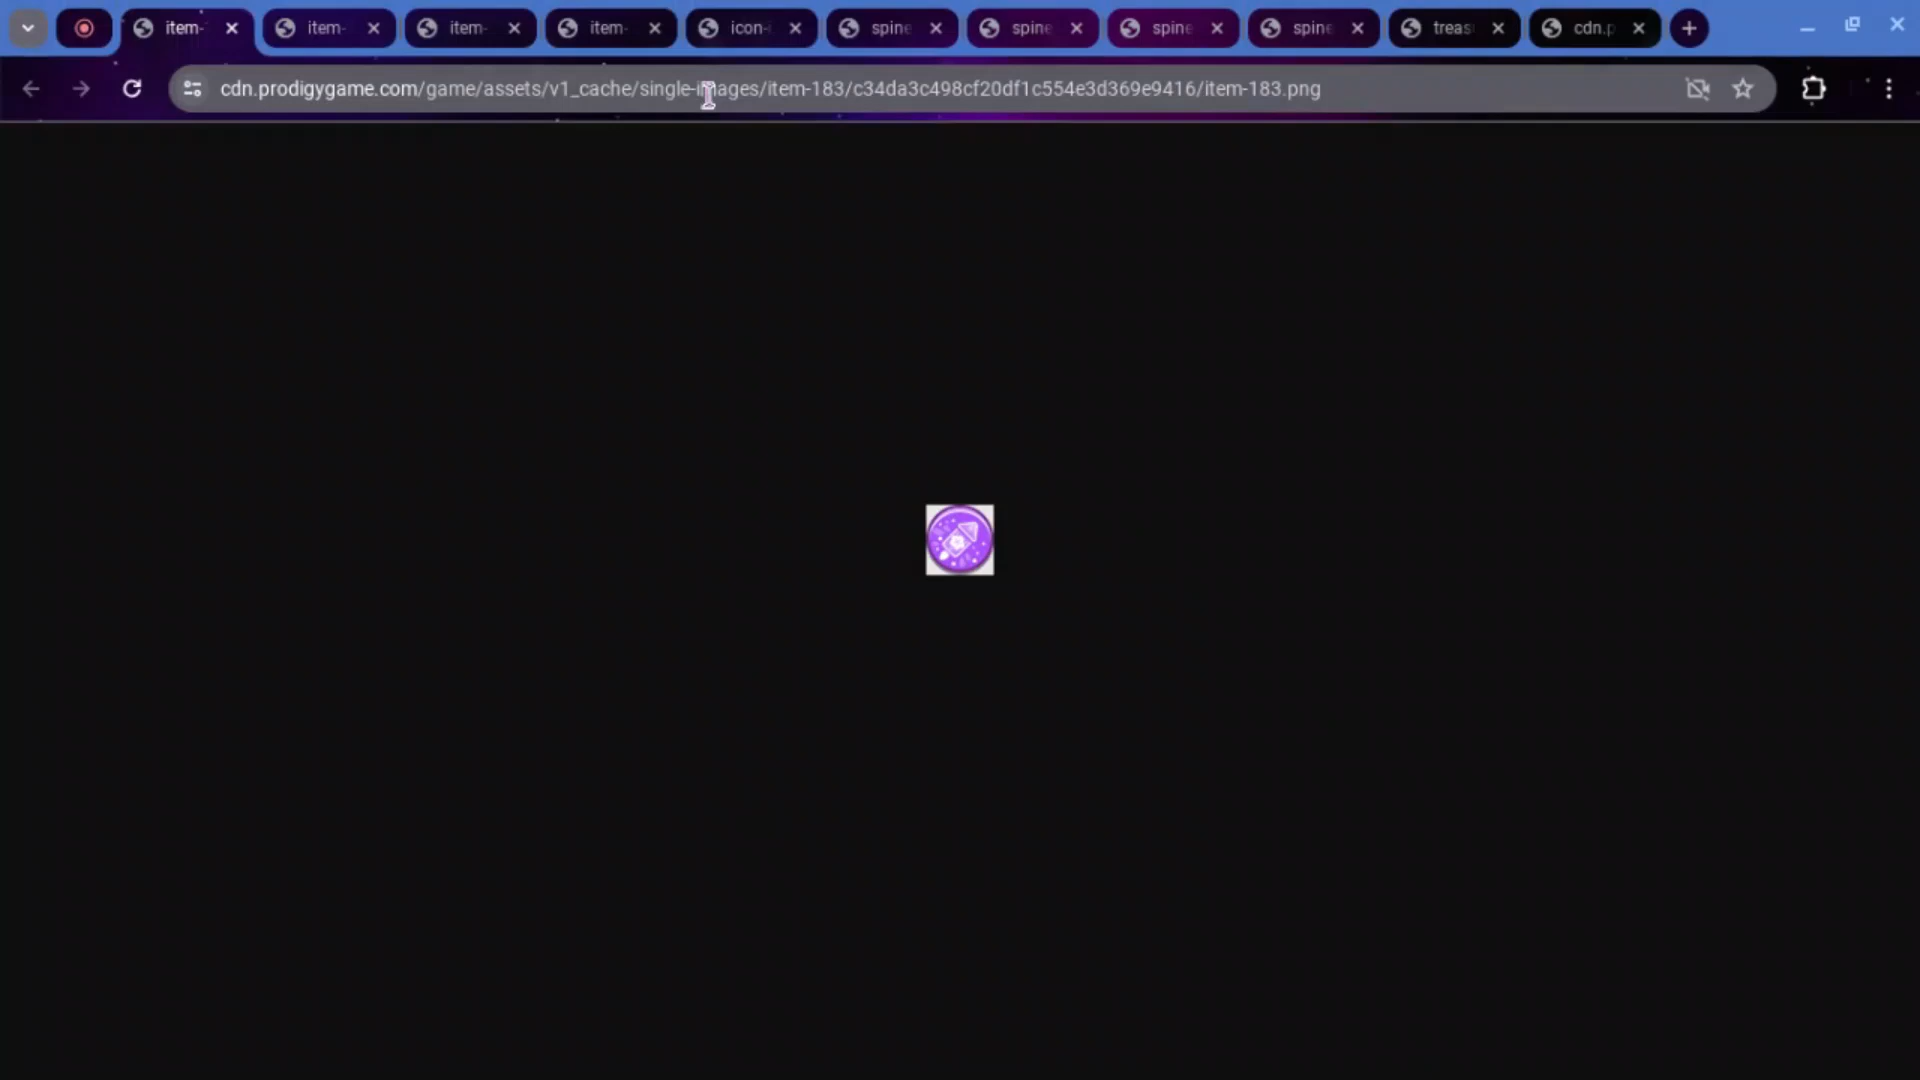 item-
item-
item-
item-
icon-
spine
spine
spine
spine
treas
cdn.p
cdn.prodigygame.com/game/assets/v1_cache/single-images/item-183/c34da3c498cf20df1c554e3d369e9416/item-183.png